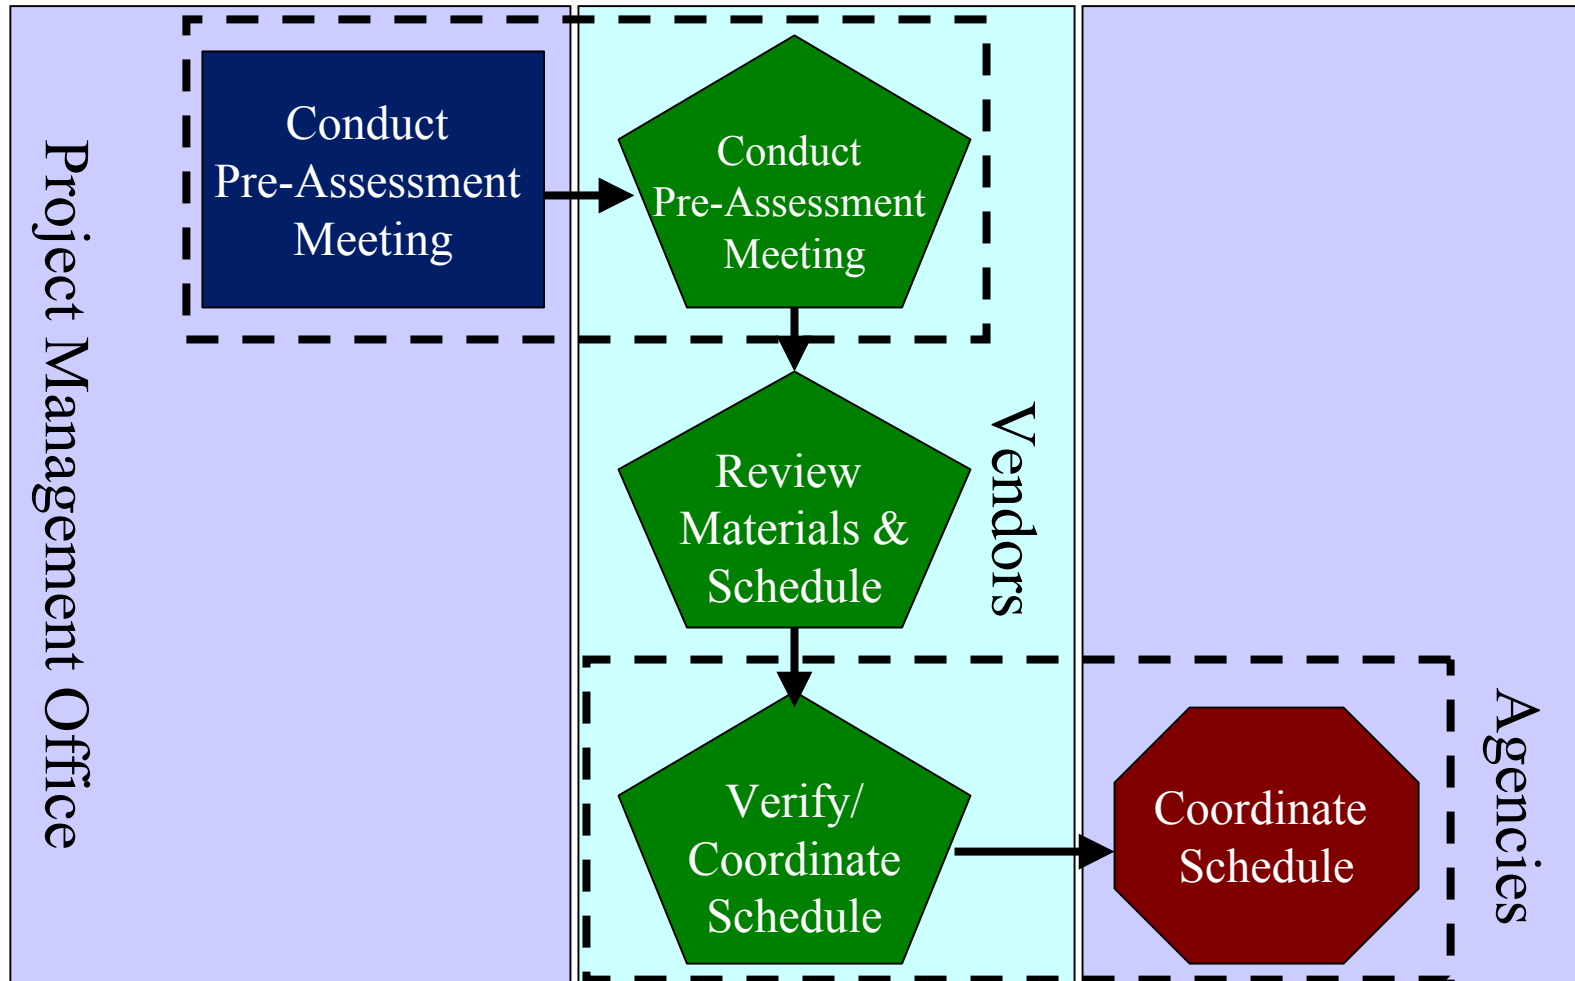 Project Management Office
Conduct
Pre-Assessment
Meeting
Conduct
Pre-Assessment
Meeting
Vendors
Review
Materials &
Schedule
Verify/
Coordinate
Schedule
Agencies
Coordinate
Schedule